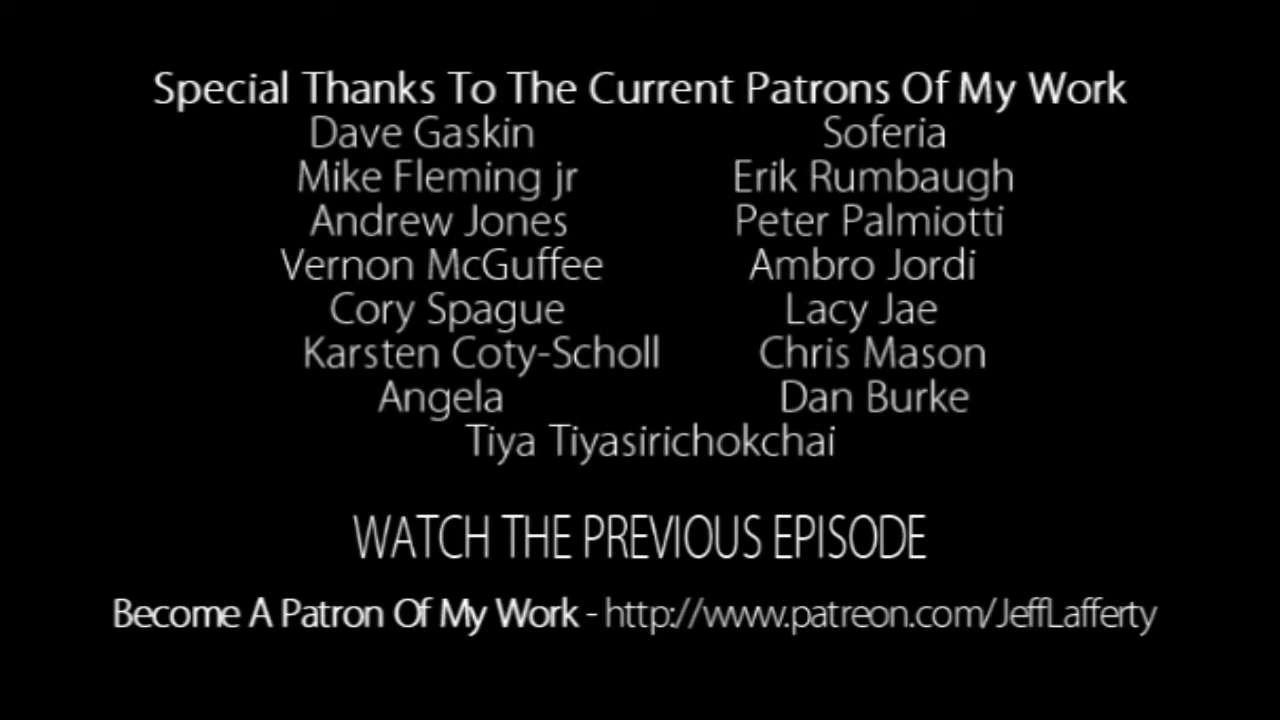 Special Thanks To The Current Patrons Of My Work
Dave Gaskin Soferia
Mike Fleming jr Erik Rumbaugh
Andrew Jones Peter Palmiotti
Vernon McGuffee Ambro Jordi
Cory Spague Lacy Jae
Karsten Coty-Scholl Chris Mason
Angela Dan Burke
Tiya Tiyasirichokchai
WATCH THE PREVIOUS EPISODE
Become A Patron Of My Work - http://www.patreon.com/JeffLafferty